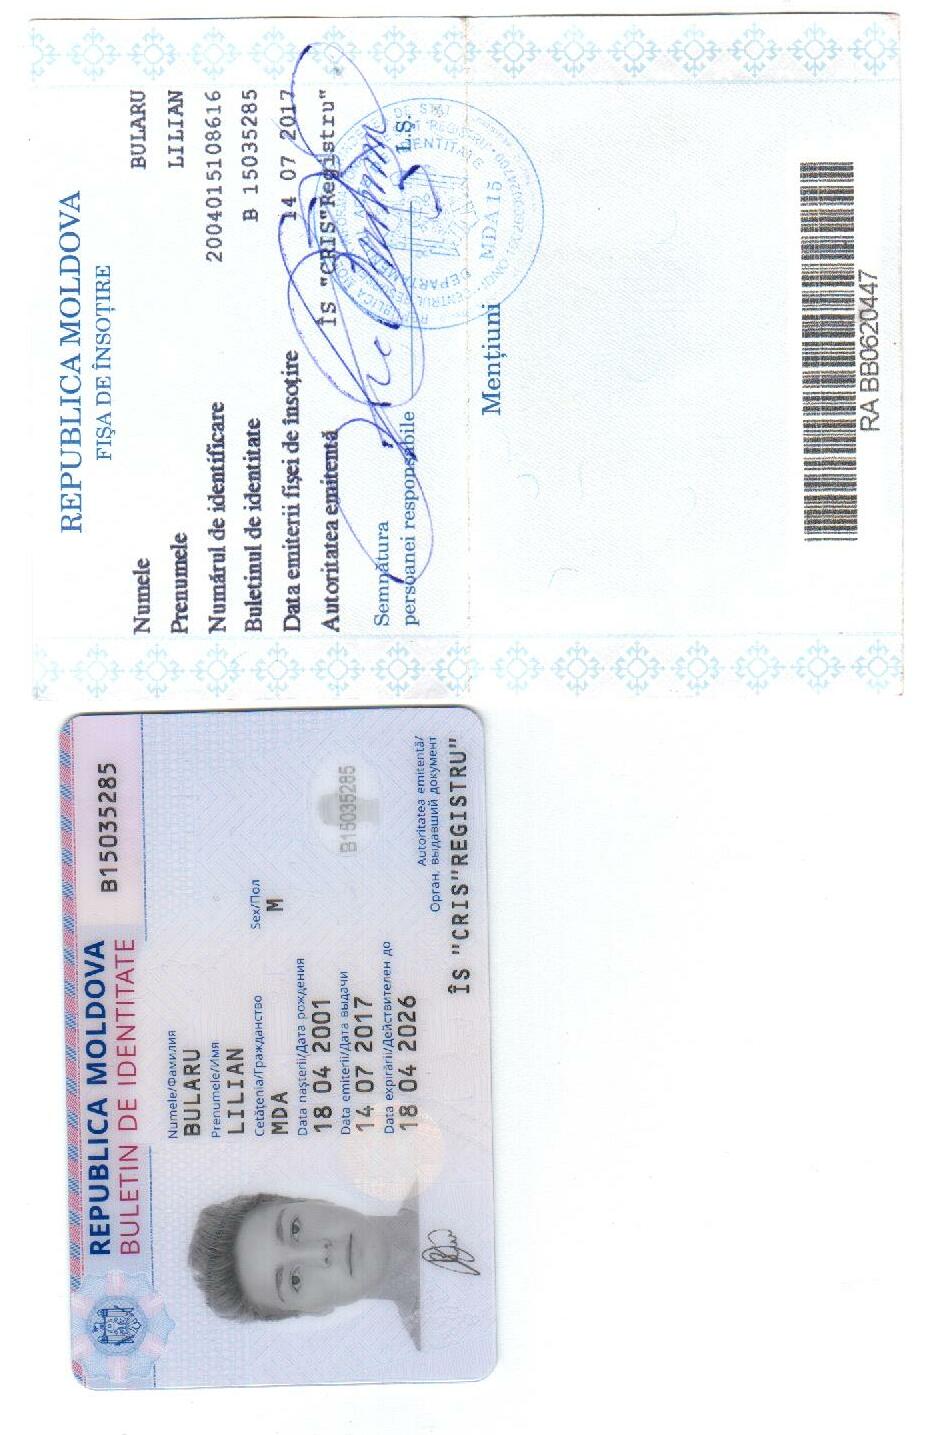 REPUBLICA MOLDOVA
BULETIN DE IDENTITATE
B15035285
Numele/Фамилия
BULARU
Prenumele/Имя
LILIAN
Cetățenia/Гражданство
Sex/Пол
MDA
M
Data nașterii/Дата рождения
18 04 2001
Data emiterii/Дата выдачи
14 07 2017
B15035285
Data expirării/Действителен до
18 04 2026
Autoritatea emitentă/
Орган, выдавший документ
ÎS "CRIS"REGISTRU"
REPUBLICA MOLDOVA
FIŞA DE ÎNSOŢIRE
Numele BULARU
Prenumele LILIAN
Numărul de identificare 2004015108616
Buletinul de identitate B 15035285
Data emiterii fişei de însoţire 14 07 2017
Autoritatea emitentă ÎS "CRIS"Registru"
Semnătura
persoanei responsabile L.Ş.
Menţiuni
MDA 15
RA BB0620447